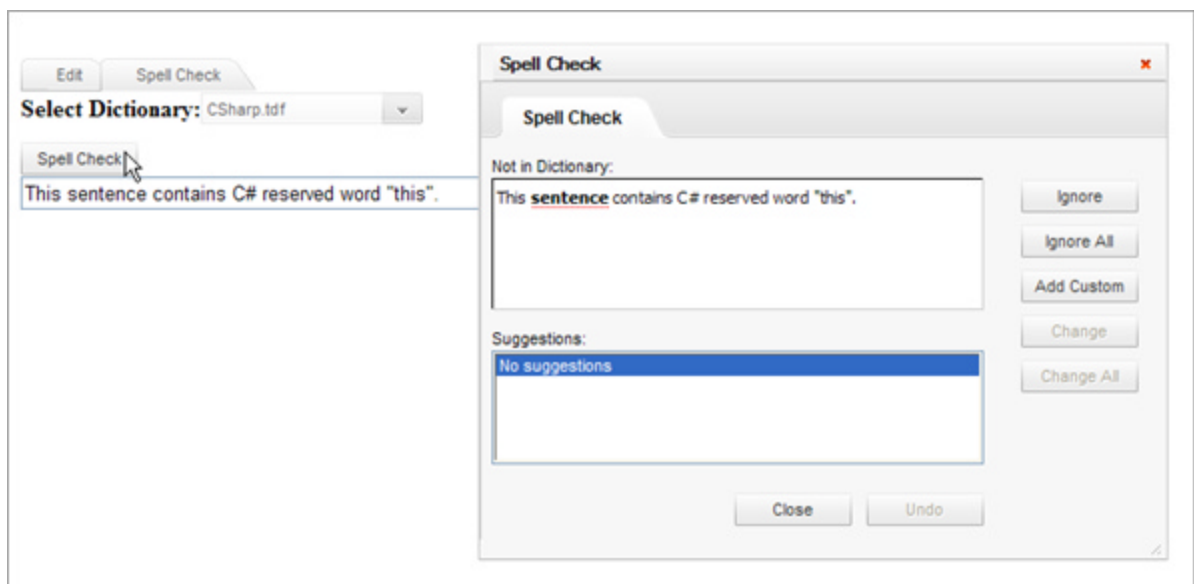 Edit
Spell Check
Select Dictionary: CSharp.tdf
Spell Check
This sentence contains C# reserved word "this".
Spell Check
Spell Check
Not in Dictionary:
This sentence contains C# reserved word "this".
Ignore
Ignore All
Add Custom
Change
Change All
Suggestions:
No suggestions
Close
Undo